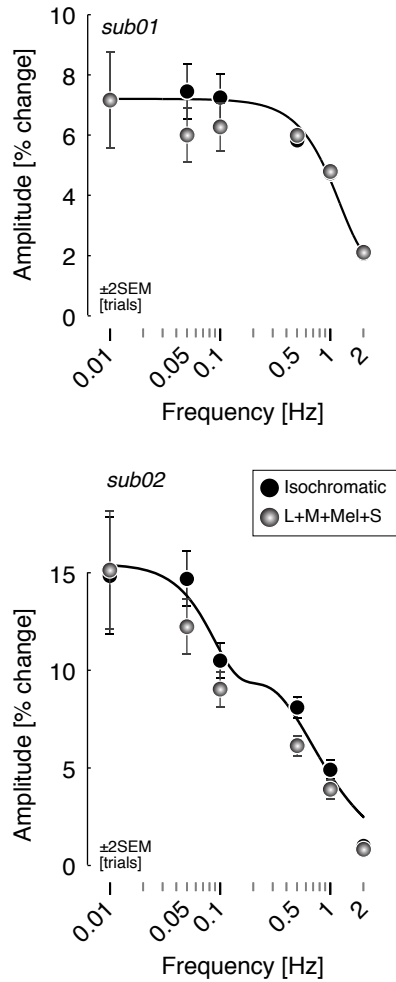 sub01
Amplitude [% change]
10
8
6
4
2
0
±2SEM
[trials]
0.01
0.05
0.1
0.5
1
2
Frequency [Hz]
sub02
Isochromatic
L+M+Mel+S
Amplitude [% change]
15
10
5
0
±2SEM
[trials]
0.01
0.05
0.1
0.5
1
2
Frequency [Hz]